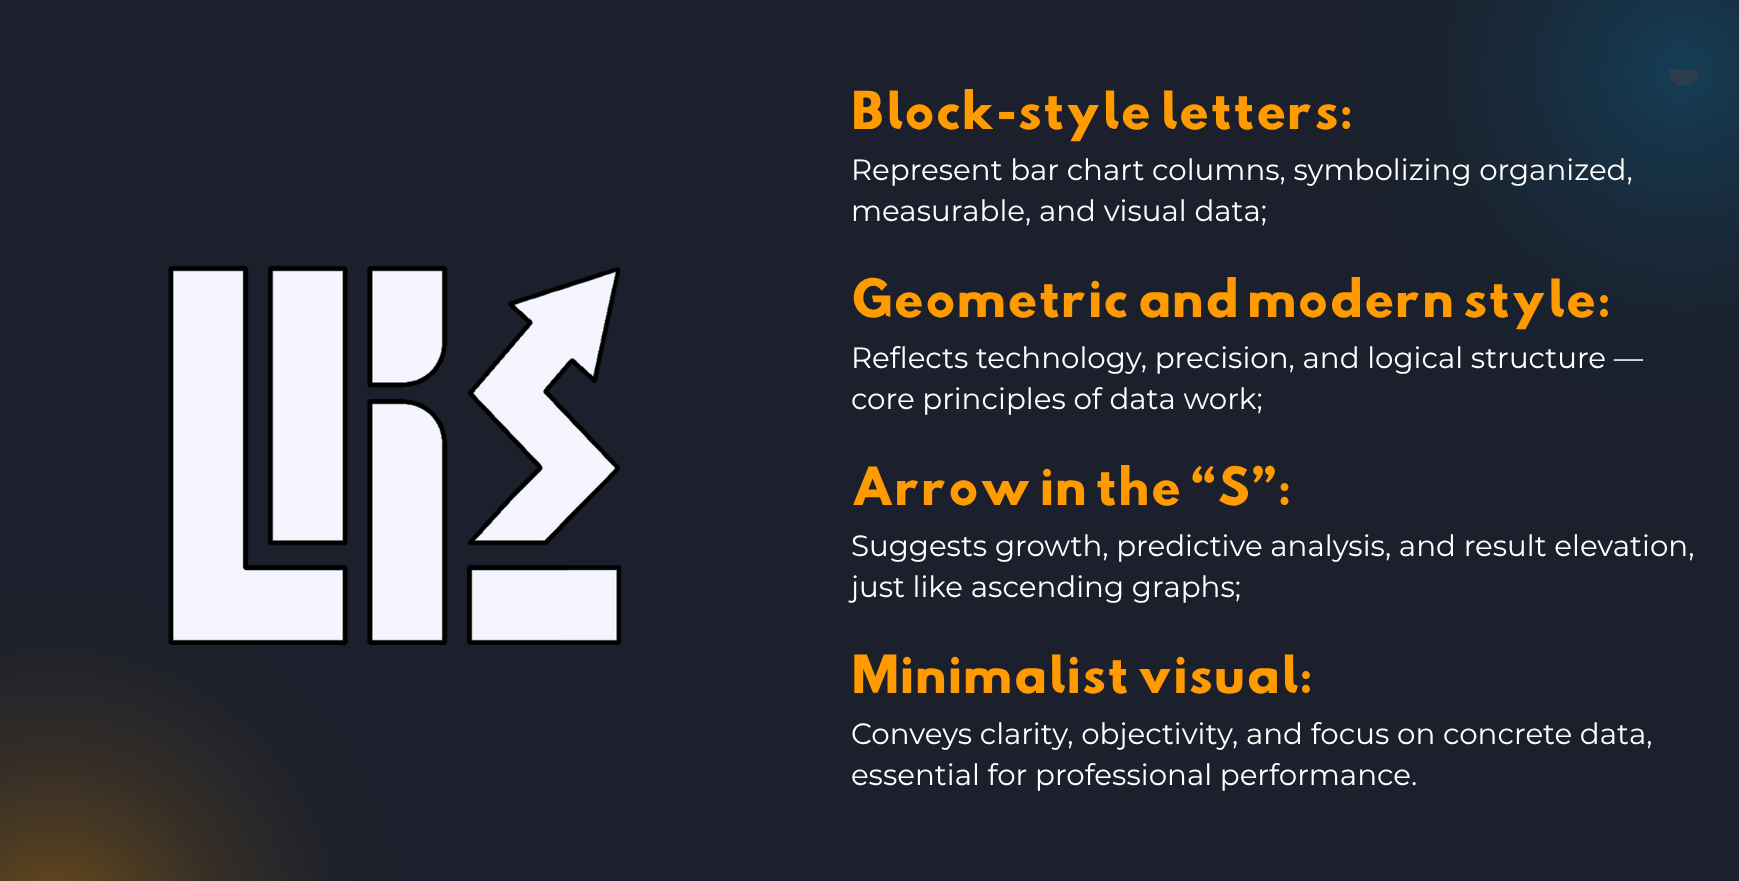 LKS
Block-style letters:
Represent bar chart columns, symbolizing organized,
measurable, and visual data;
Geometric and modern style:
Reflects technology, precision, and logical structure —
core principles of data work;
Arrow in the “S”:
Suggests growth, predictive analysis, and result elevation,
just like ascending graphs;
Minimalist visual:
Conveys clarity, objectivity, and focus on concrete data,
essential for professional performance.